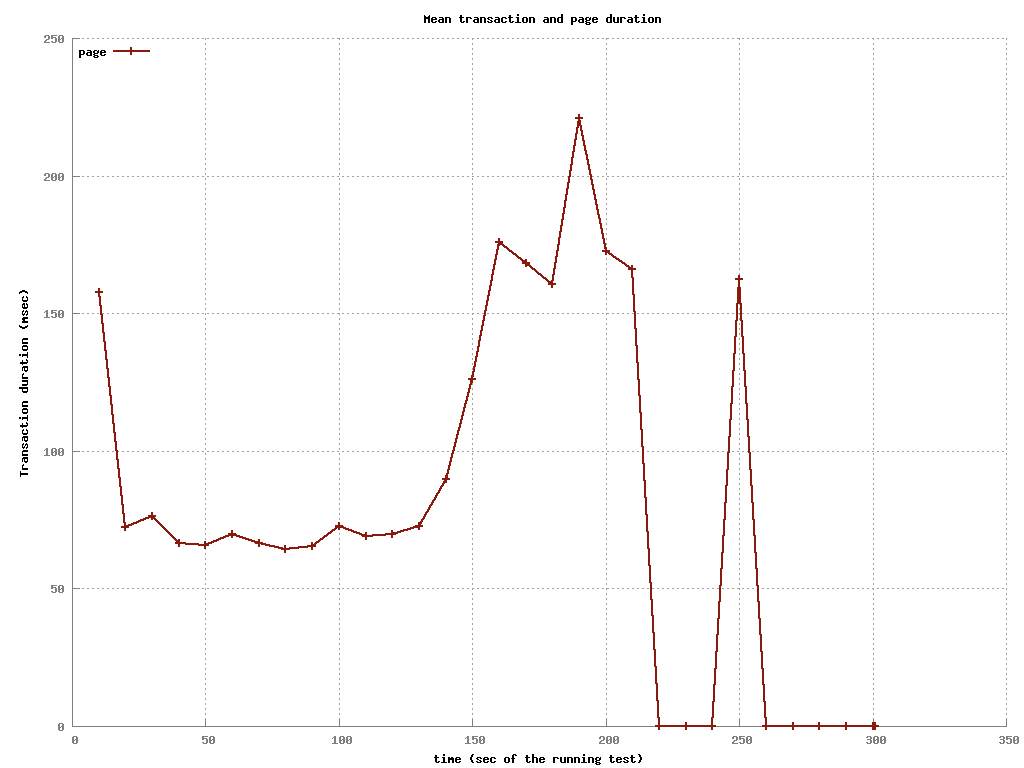 Mean transaction and page duration
page
250
200
150
100
50
0
Transaction duration (msec)
0 50 100 150 200 250 300 350
time (sec of the running test)